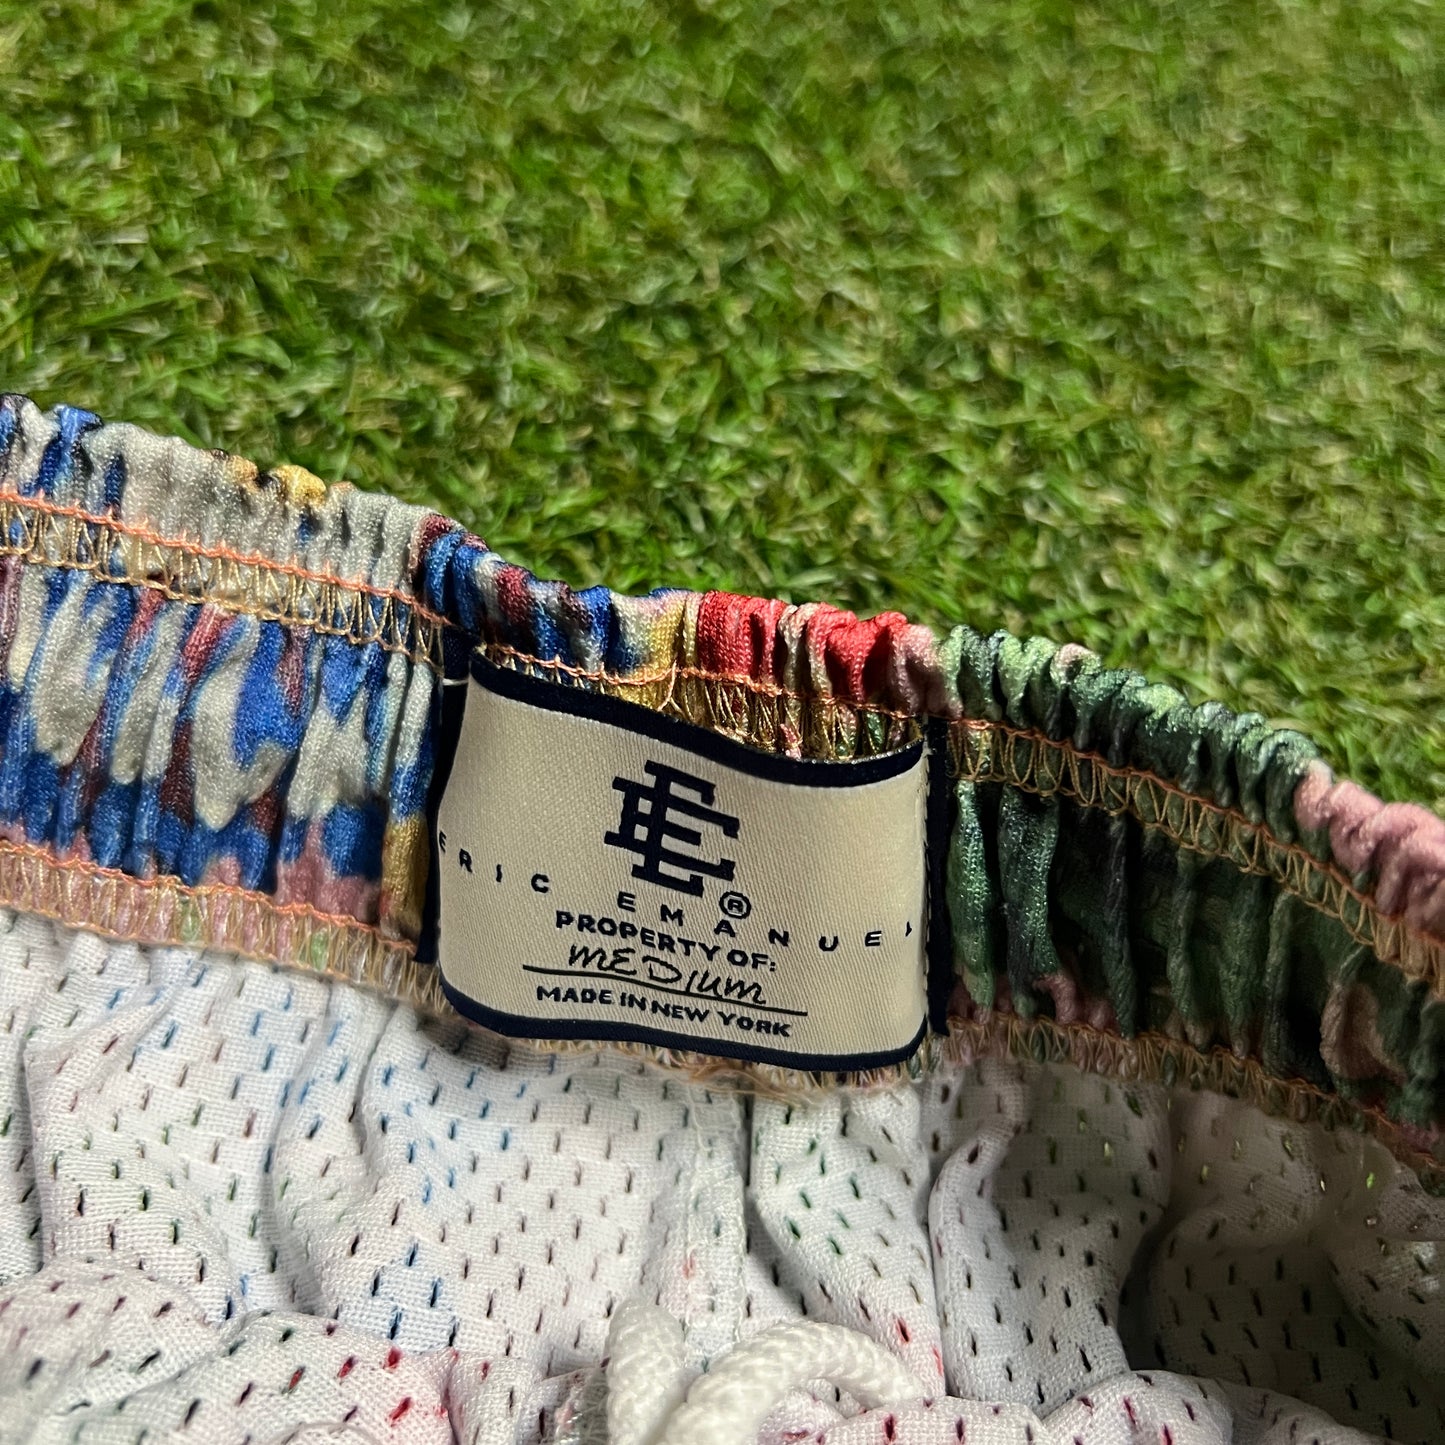 EE
®
ERIC EMANUEL
PROPERTY OF:
MEDIUM
MADE IN NEW YORK